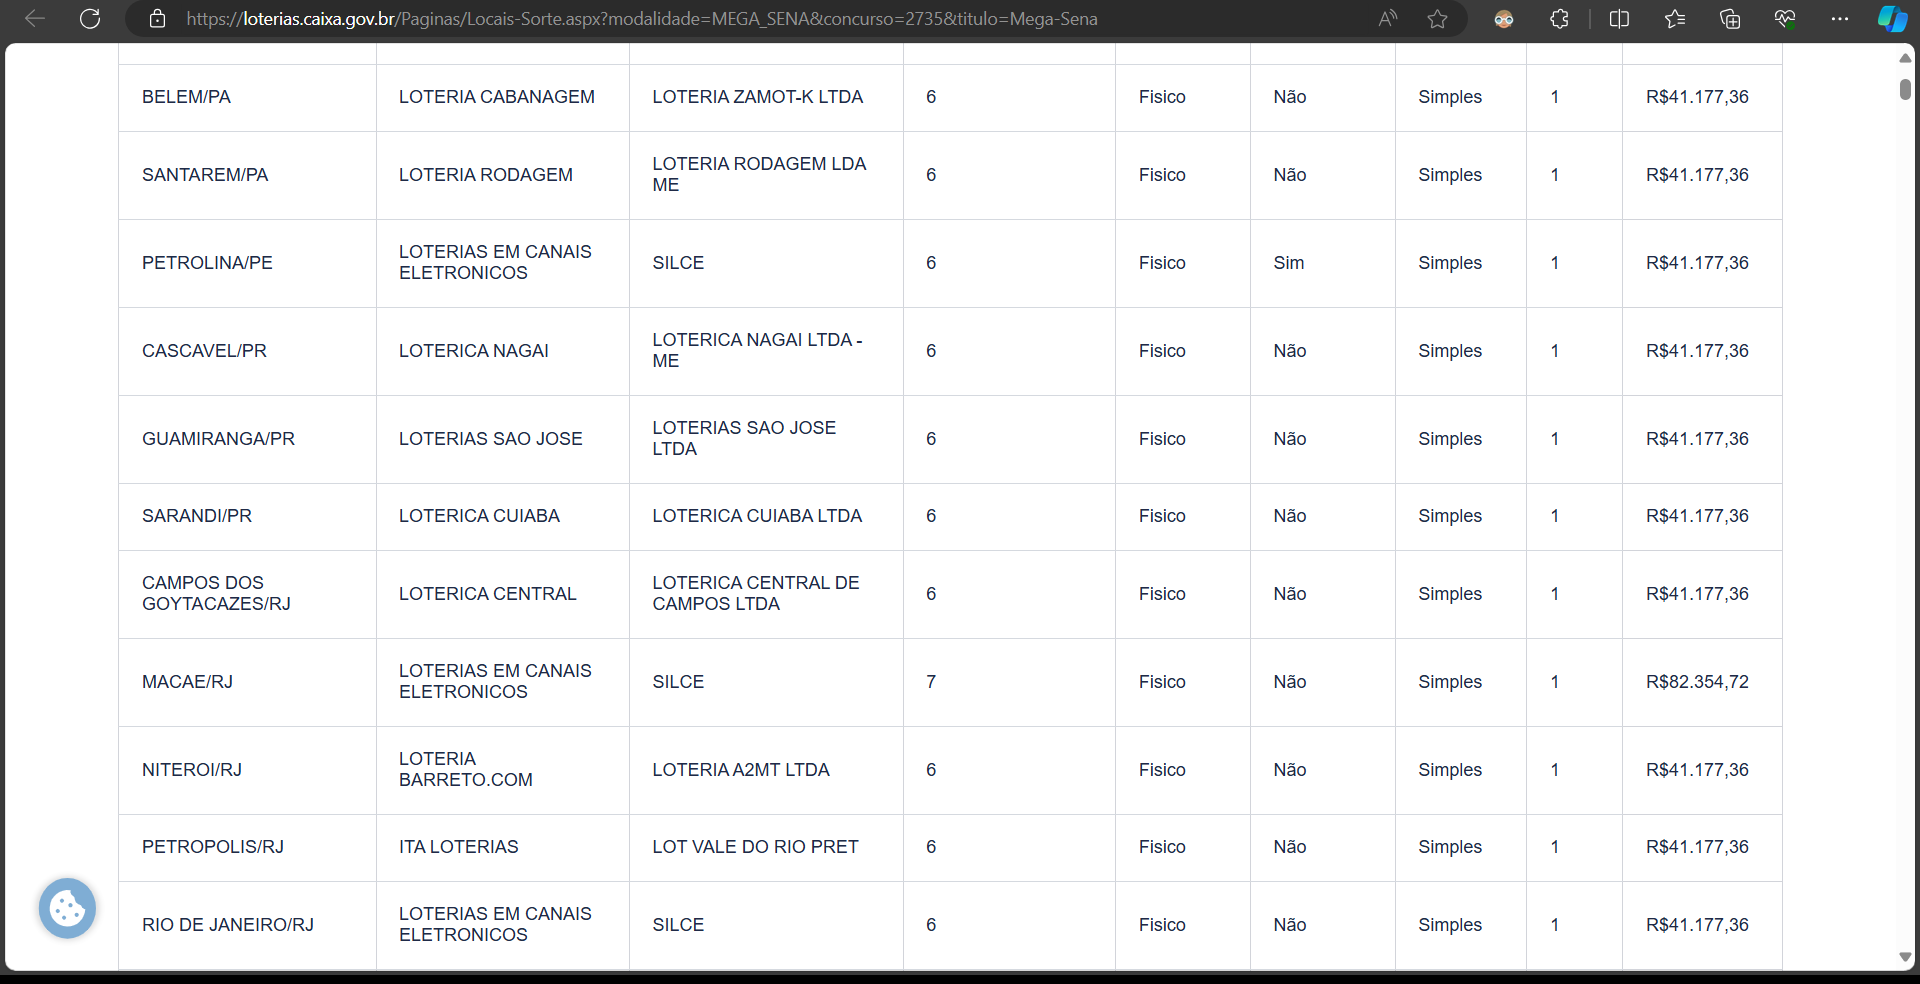 https://loterias.caixa.gov.br/Paginas/Locais-Sorte.aspx?modalidade=MEGA_SENA&concurso=2735&titulo=Mega-Sena
BELEM/PA LOTERIA CABANAGEM LOTERIA ZAMOT-K LTDA 6 Fisico Não Simples 1 R$41.177,36
SANTAREM/PA LOTERIA RODAGEM LOTERIA RODAGEM LDA
ME 6 Fisico Não Simples 1 R$41.177,36
PETROLINA/PE LOTERIAS EM CANAIS
ELETRONICOS SILCE 6 Fisico Sim Simples 1 R$41.177,36
CASCAVEL/PR LOTERICA NAGAI LOTERICA NAGAI LTDA -
ME 6 Fisico Não Simples 1 R$41.177,36
GUAMIRANGA/PR LOTERIAS SAO JOSE LOTERIAS SAO JOSE
LTDA 6 Fisico Não Simples 1 R$41.177,36
SARANDI/PR LOTERICA CUIABA LOTERICA CUIABA LTDA 6 Fisico Não Simples 1 R$41.177,36
CAMPOS DOS
GOYTACAZES/RJ LOTERICA CENTRAL LOTERICA CENTRAL DE
CAMPOS LTDA 6 Fisico Não Simples 1 R$41.177,36
MACAE/RJ LOTERIAS EM CANAIS
ELETRONICOS SILCE 7 Fisico Não Simples 1 R$82.354,72
NITEROI/RJ LOTERIA
BARRETO.COM LOTERIA A2MT LTDA 6 Fisico Não Simples 1 R$41.177,36
PETROPOLIS/RJ ITA LOTERIAS LOT VALE DO RIO PRET 6 Fisico Não Simples 1 R$41.177,36
RIO DE JANEIRO/RJ LOTERIAS EM CANAIS
ELETRONICOS SILCE 6 Fisico Não Simples 1 R$41.177,36